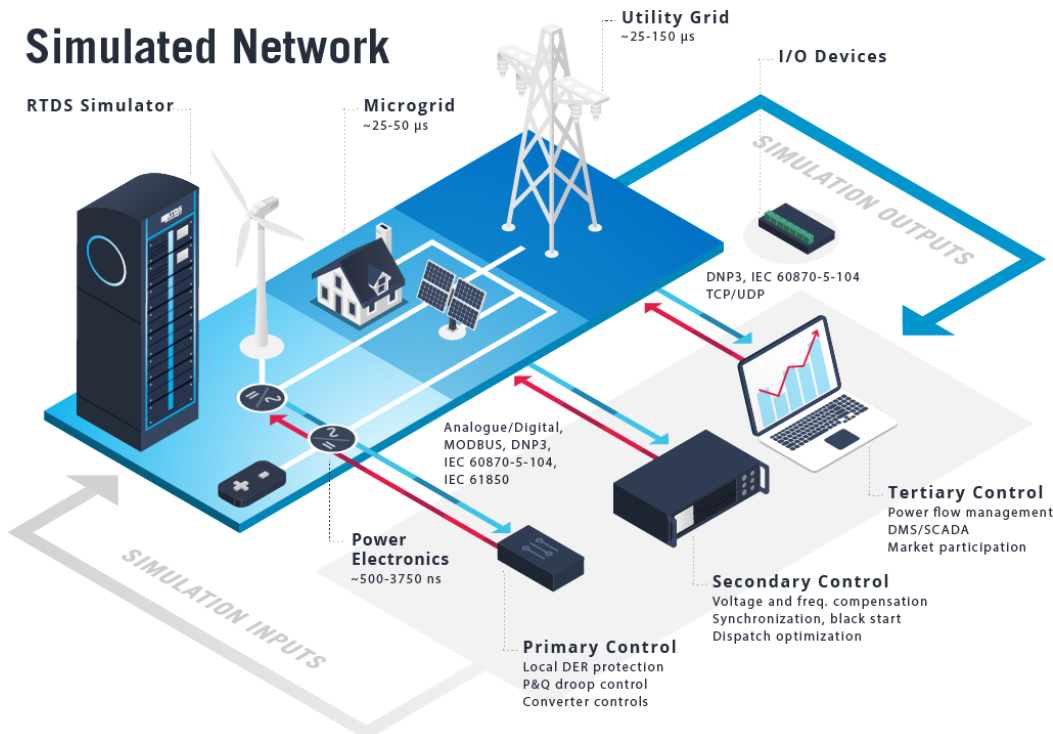 Simulated Network
Utility Grid
~25-150 µs
I/O Devices
RTDS Simulator
Microgrid
~25-50 µs
RTDS
SIMULATION OUTPUTS
DNP3, IEC 60870-5-104
TCP/UDP
Analogue/Digital,
MODBUS, DNP3,
IEC 60870-5-104,
IEC 61850
Tertiary Control
Power flow management
DMS/SCADA
Market participation
Power
Electronics
~500-3750 ns
SIMULATION INPUTS
Secondary Control
Voltage and freq. compensation
Synchronization, black start
Dispatch optimization
Primary Control
Local DER protection
P&Q droop control
Converter controls